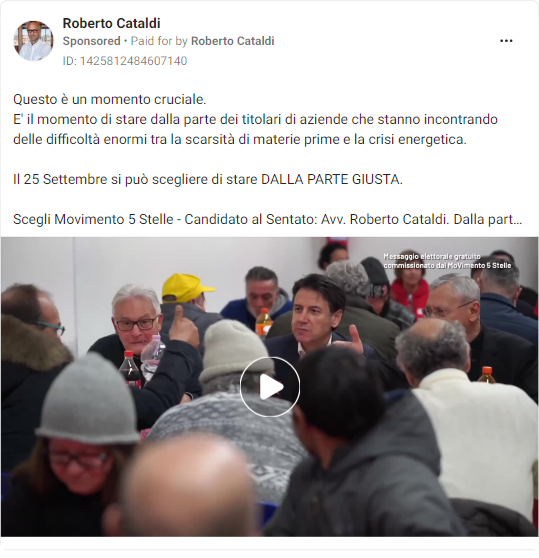 Roberto Cataldi
Sponsored • Paid for by Roberto Cataldi
ID: 1425812484607140
Questo è un momento cruciale.
E' il momento di stare dalla parte dei titolari di aziende che stanno incontrando
delle difficoltà enormi tra la scarsità di materie prime e la crisi energetica.
Il 25 Settembre si può scegliere di stare DALLA PARTE GIUSTA.
Scegli Movimento 5 Stelle - Candidato al Sentato: Avv. Roberto Cataldi. Dalla part...
Messaggio elettorale gratuito
commissionato dal MoVimento 5 Stelle